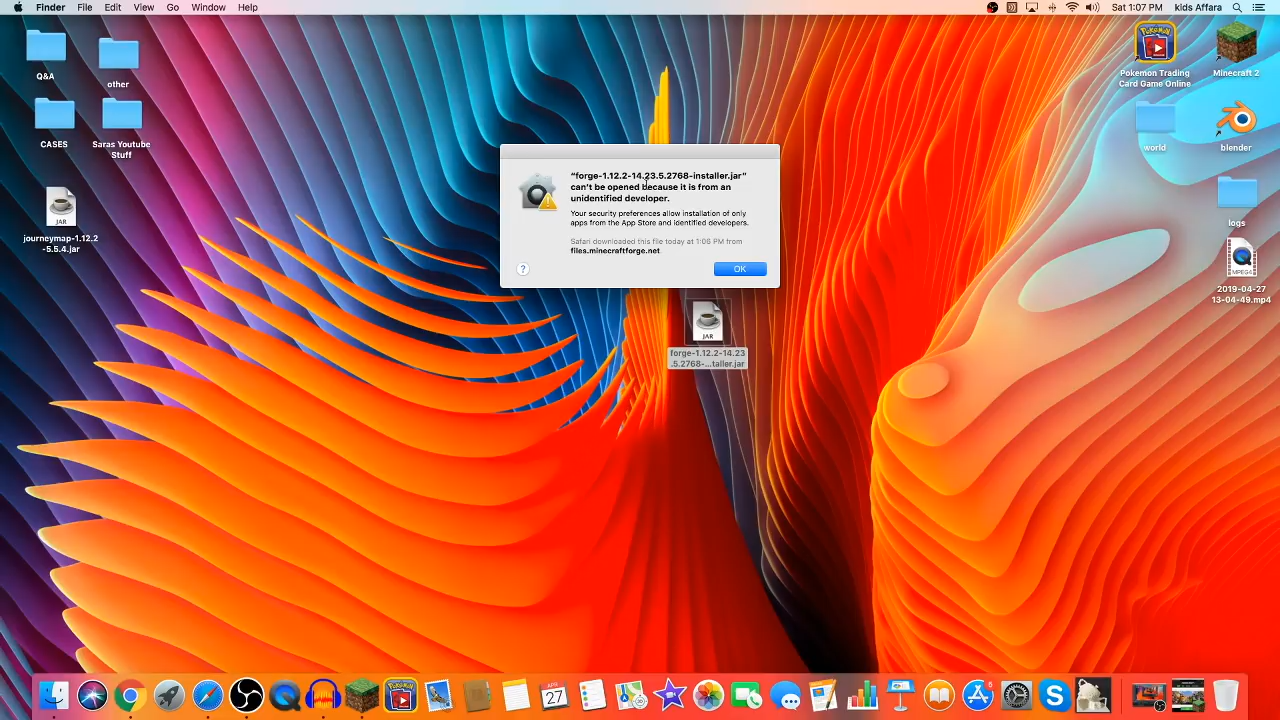 Finder File Edit View Go Window Help
Sat 1:07 PM kids Affara
Q&A
other
CASES
Saras Youtube
Stuff
JAR
journeymap-1.12.2
-5.5.4.jar
"forge-1.12.2-14.23.5.2768-installer.jar"
can't be opened because it is from an
unidentified developer.
Your security preferences allow installation of only
apps from the App Store and identified developers.
Safari downloaded this file today at 1:06 PM from
files.minecraftforge.net
?
OK
JAR
forge-1.12.2-14.23
.5.2768-...taller.jar
Pokemon Trading
Card Game Online
Minecraft 2
world
blender
logs
MPEG4
2019-04-27
13-04-49.mp4
APR
27